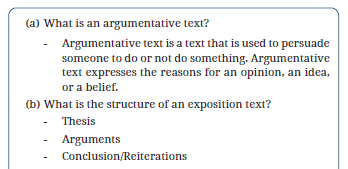 (a) What is an argumentative text?
- Argumentative text is a text that is used to persuade
someone to do or not do something. Argumentative
text expresses the reasons for an opinion, an idea,
or a belief.
(b) What is the structure of an exposition text?
- Thesis
- Arguments
- Conclusion/Reiterations